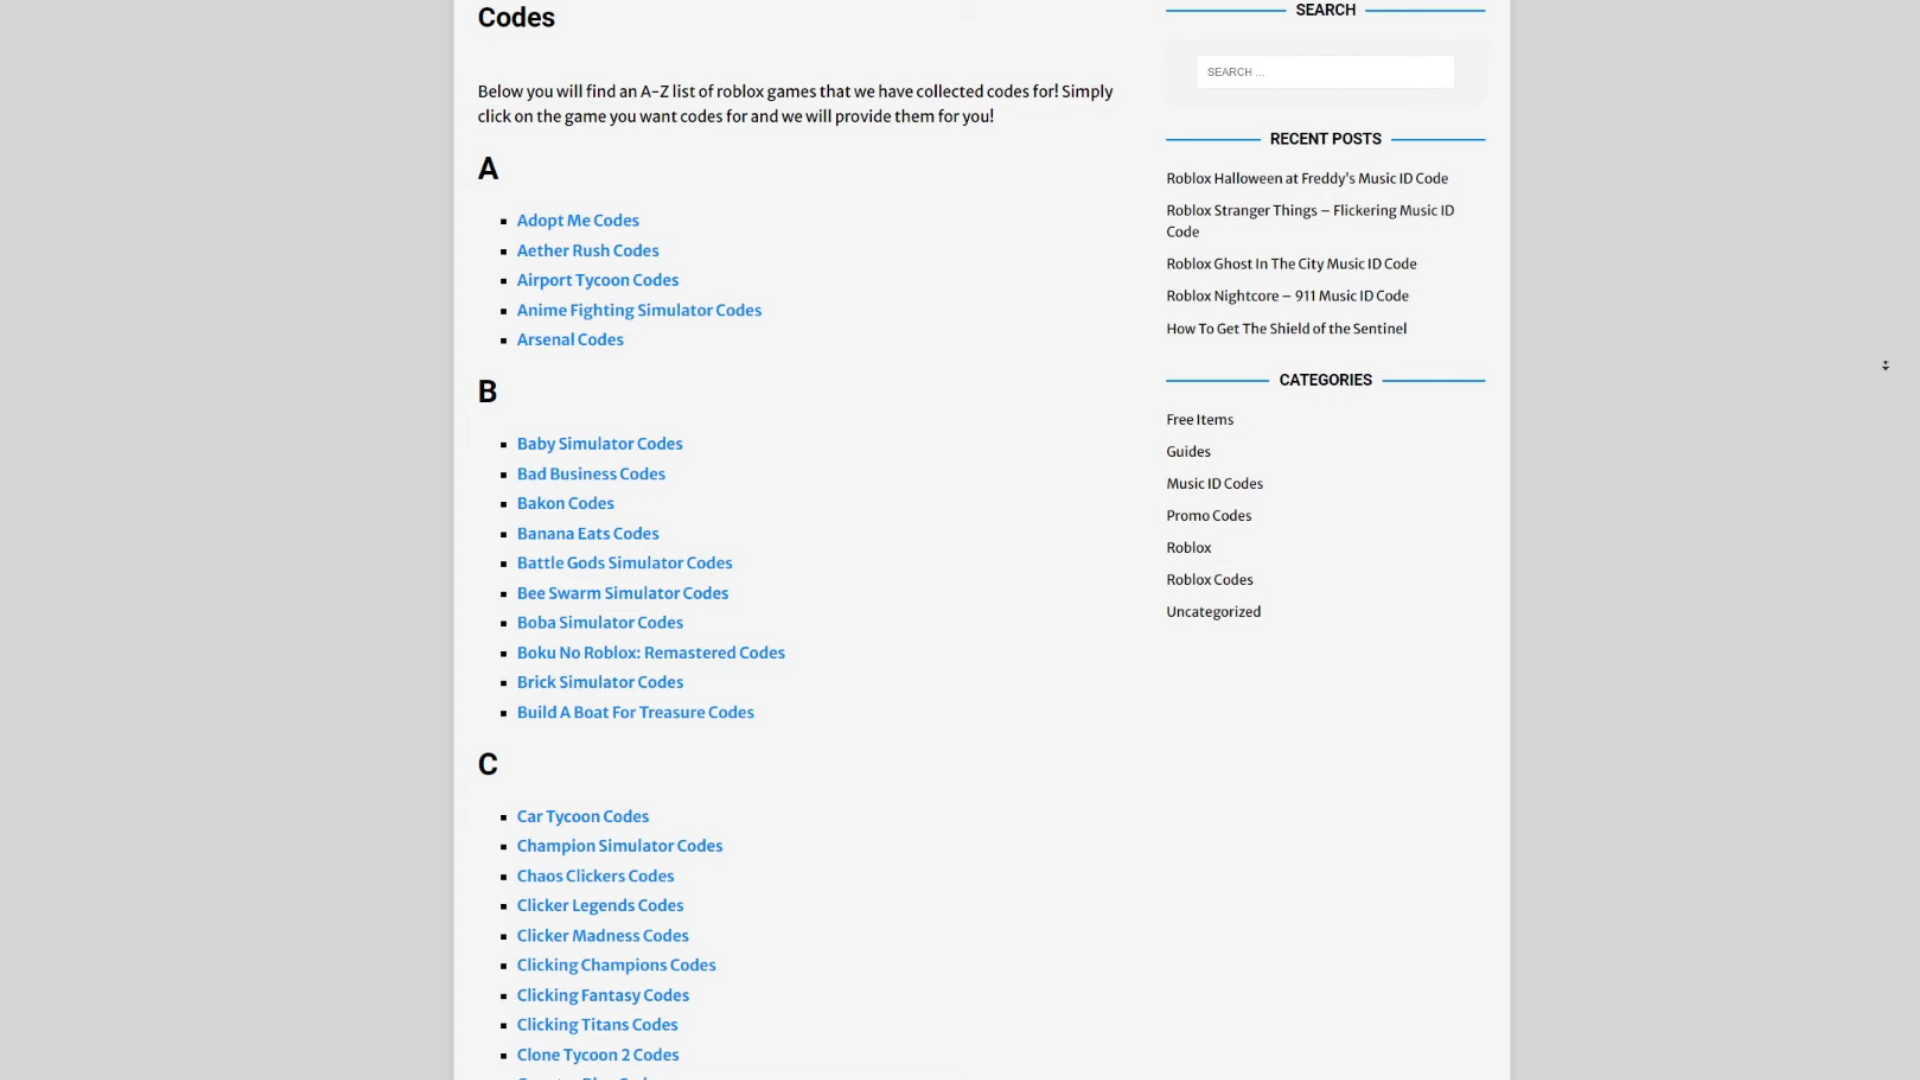 Codes
Below you will find an A-Z list of roblox games that we have collected codes for! Simply
click on the game you want codes for and we will provide them for you!
A
Adopt Me Codes
Aether Rush Codes
Airport Tycoon Codes
Anime Fighting Simulator Codes
Arsenal Codes
B
Baby Simulator Codes
Bad Business Codes
Bakon Codes
Banana Eats Codes
Battle Gods Simulator Codes
Bee Swarm Simulator Codes
Boba Simulator Codes
Boku No Roblox: Remastered Codes
Brick Simulator Codes
Build A Boat For Treasure Codes
C
Car Tycoon Codes
Champion Simulator Codes
Chaos Clickers Codes
Clicker Legends Codes
Clicker Madness Codes
Clicking Champions Codes
Clicking Fantasy Codes
Clicking Titans Codes
Clone Tycoon 2 Codes
SEARCH
SEARCH ...
RECENT POSTS
Roblox Halloween at Freddy's Music ID Code
Roblox Stranger Things – Flickering Music ID
Code
Roblox Ghost In The City Music ID Code
Roblox Nightcore – 911 Music ID Code
How To Get The Shield of the Sentinel
CATEGORIES
Free Items
Guides
Music ID Codes
Promo Codes
Roblox
Roblox Codes
Uncategorized